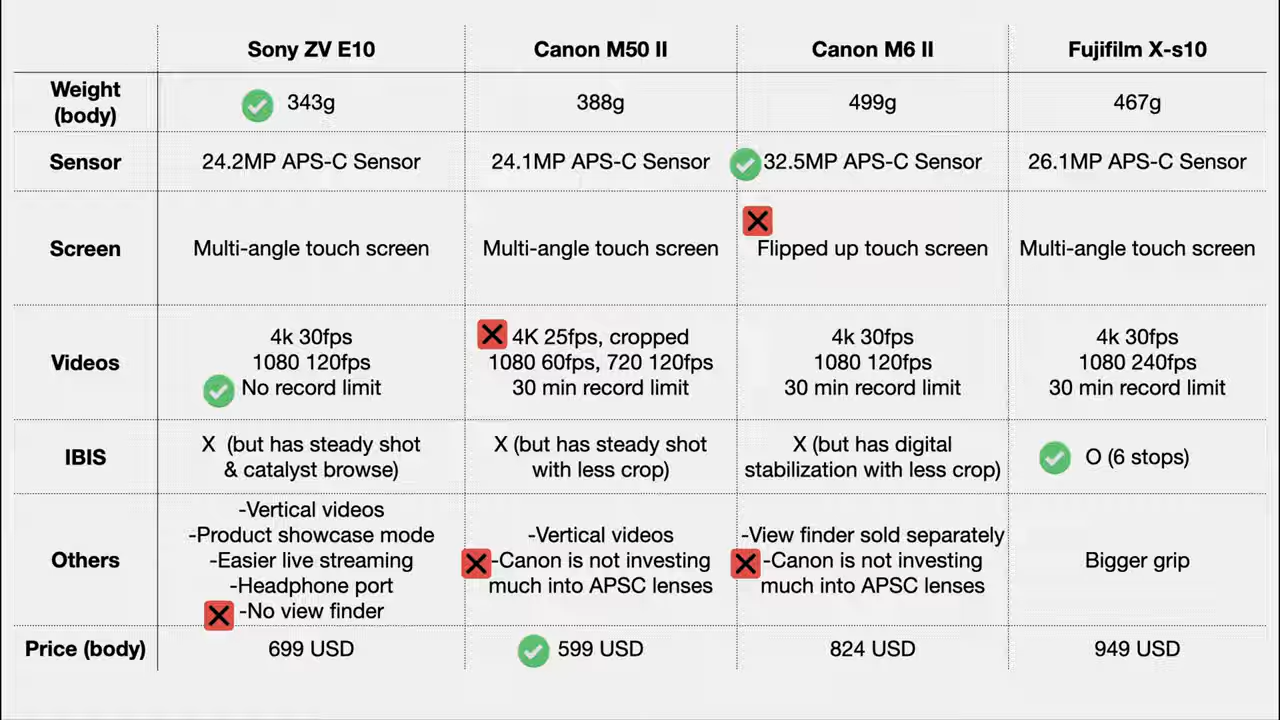 Sony ZV E10 Canon M50 II Canon M6 II Fujifilm X-s10
Weight
(body)
343g 388g 499g 467g
Sensor 24.2MP APS-C Sensor 24.1MP APS-C Sensor 32.5MP APS-C Sensor 26.1MP APS-C Sensor
Screen Multi-angle touch screen Multi-angle touch screen Flipped up touch screen Multi-angle touch screen
Videos
4k 30fps
1080 120fps
No record limit
4K 25fps, cropped
1080 60fps, 720 120fps
30 min record limit
4k 30fps
1080 120fps
30 min record limit
4k 30fps
1080 240fps
30 min record limit
IBIS
X (but has steady shot
& catalyst browse)
X (but has steady shot
with less crop)
X (but has digital
stabilization with less crop)
O (6 stops)
Others
-Vertical videos
-Product showcase mode
-Easier live streaming
-Headphone port
-No view finder
-Vertical videos
-Canon is not investing
much into APSC lenses
-View finder sold separately
-Canon is not investing
much into APSC lenses
Bigger grip
Price (body) 699 USD 599 USD 824 USD 949 USD